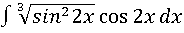 ∫ ∛(sin² 2x) cos 2x dx